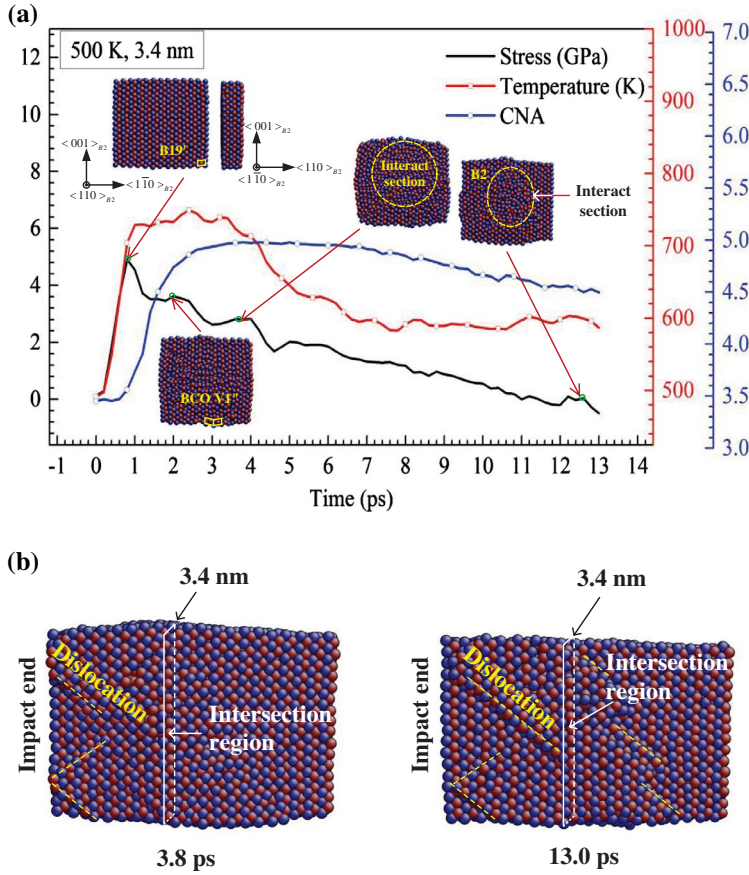 (a)
500 K, 3.4 nm
Stress (GPa)
Temperature (K)
CNA
12
10
8
6
4
2
0
1000
900
800
700
600
500
7.0
6.5
6.0
5.5
5.0
4.5
4.0
3.5
3.0
<001>B2
<110>B2
<11̄0>B2
B19'
<001>B2
<11̄0>B2
<110>B2
Interact
section
B2
Interact
section
BCO V1"
-1 0 1 2 3 4 5 6 7 8 9 10 11 12 13 14
Time (ps)
(b)
3.4 nm
Impact end
Dislocation
Intersection
region
3.8 ps
3.4 nm
Impact end
Dislocation
Intersection
region
13.0 ps